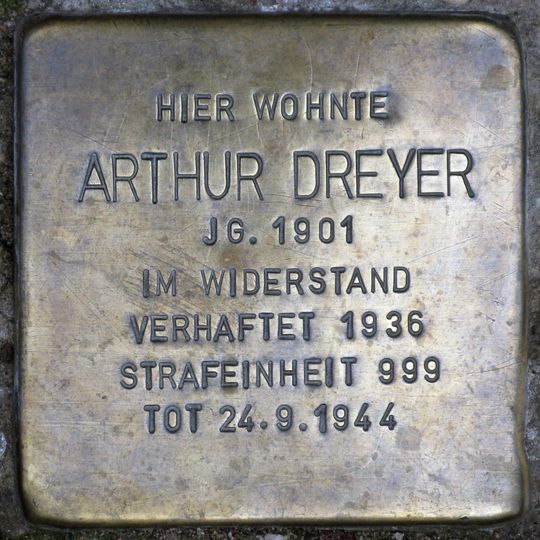 HIER WOHNTE
ARTHUR DREYER
JG. 1901
IM WIDERSTAND
VERHAFTET 1936
STRAFEINHEIT 999
TOT 24.9.1944